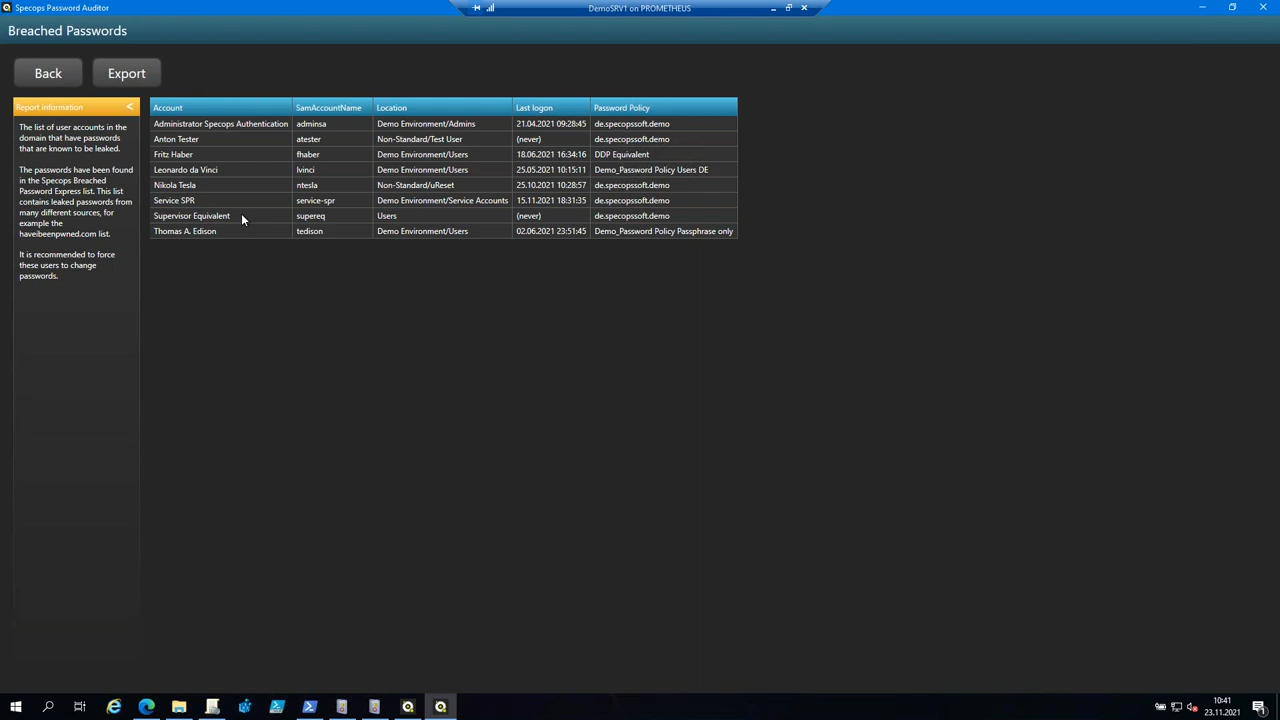 Specops Password Auditor
DemoSRV1 on PROMETHEUS
Breached Passwords
Back
Export
Report information
<
The list of user accounts in the
domain that have passwords
that are known to be leaked.
The passwords have been found
in the Specops Breached
Password Express list. This list
contains leaked passwords from
many different sources, for
example the
haveibeenpwned.com list.
It is recommended to force
these users to change
passwords.
Account SamAccountName Location Last logon Password Policy
Administrator Specops Authentication adminsa Demo Environment/Admins 21.04.2021 09:28:45 de.specopssoft.demo
Anton Tester atester Non-Standard/Test User (never) de.specopssoft.demo
Fritz Haber fhaber Demo Environment/Users 18.06.2021 16:34:16 DDP Equivalent
Leonardo da Vinci lvinci Demo Environment/Users 25.05.2021 10:15:11 Demo_Password Policy Users DE
Nikola Tesla ntesla Non-Standard/uReset 25.10.2021 10:28:57 de.specopssoft.demo
Service SPR service-spr Demo Environment/Service Accounts 15.11.2021 18:31:35 de.specopssoft.demo
Supervisor Equivalent supereq Users (never) de.specopssoft.demo
Thomas A. Edison tedison Demo Environment/Users 02.06.2021 23:51:45 Demo_Password Policy Passphrase only
10:41
23.11.2021